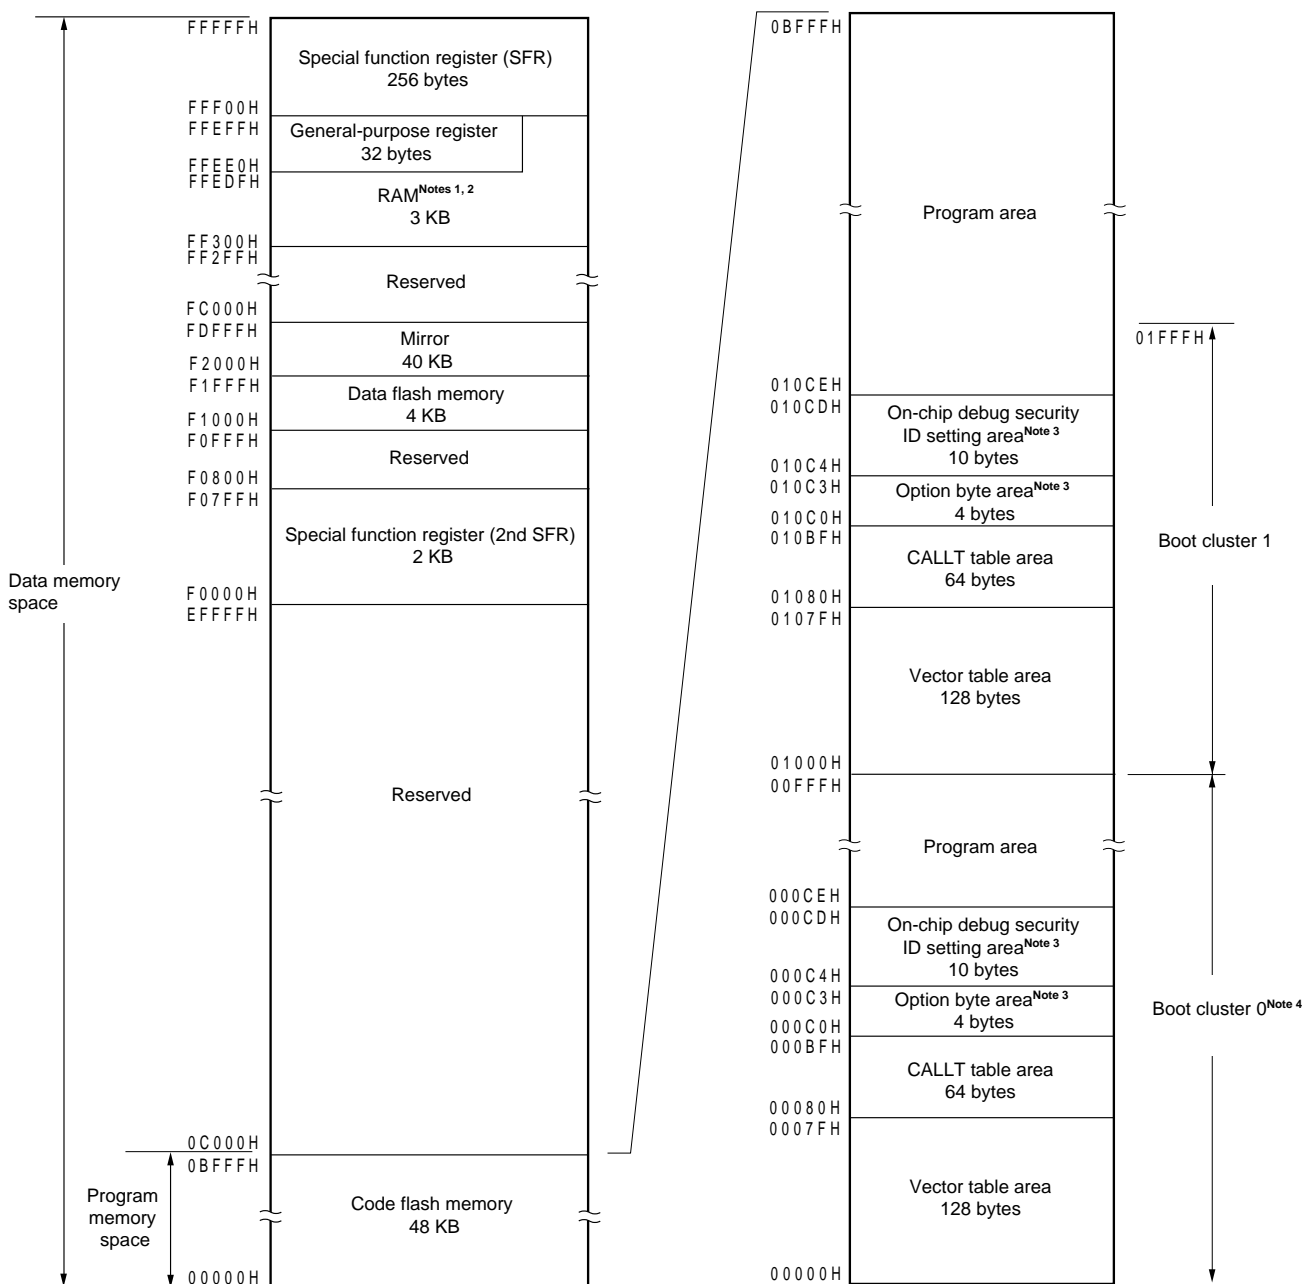 FFFFFH
Special function register (SFR)
256 bytes
FFF00H
FFEFFH
General-purpose register
32 bytes
FFEE0H
FFEDFH
RAMNotes 1, 2
3 KB
FF300H
FF2FFH
Reserved
FC000H
FDFFFH
Mirror
40 KB
F2000H
F1FFFH
Data flash memory
4 KB
F1000H
F0FFFH
Reserved
F0800H
F07FFH
Special function register (2nd SFR)
2 KB
Data memory
space
F0000H
EFFFFH
Reserved
0C000H
0BFFFH
Program
memory
space
Code flash memory
48 KB
00000H
0BFFFH
Program area
01FFFH
010CEH
010CDH
On-chip debug security
ID setting areaNote 3
10 bytes
010C4H
010C3H
Option byte areaNote 3
4 bytes
010C0H
010BFH
Boot cluster 1
CALLT table area
64 bytes
01080H
0107FH
Vector table area
128 bytes
01000H
00FFFH
Program area
000CEH
000CDH
On-chip debug security
ID setting areaNote 3
10 bytes
000C4H
000C3H
Option byte areaNote 3
4 bytes
Boot cluster 0Note 4
000C0H
000BFH
CALLT table area
64 bytes
00080H
0007FH
Vector table area
128 bytes
00000H